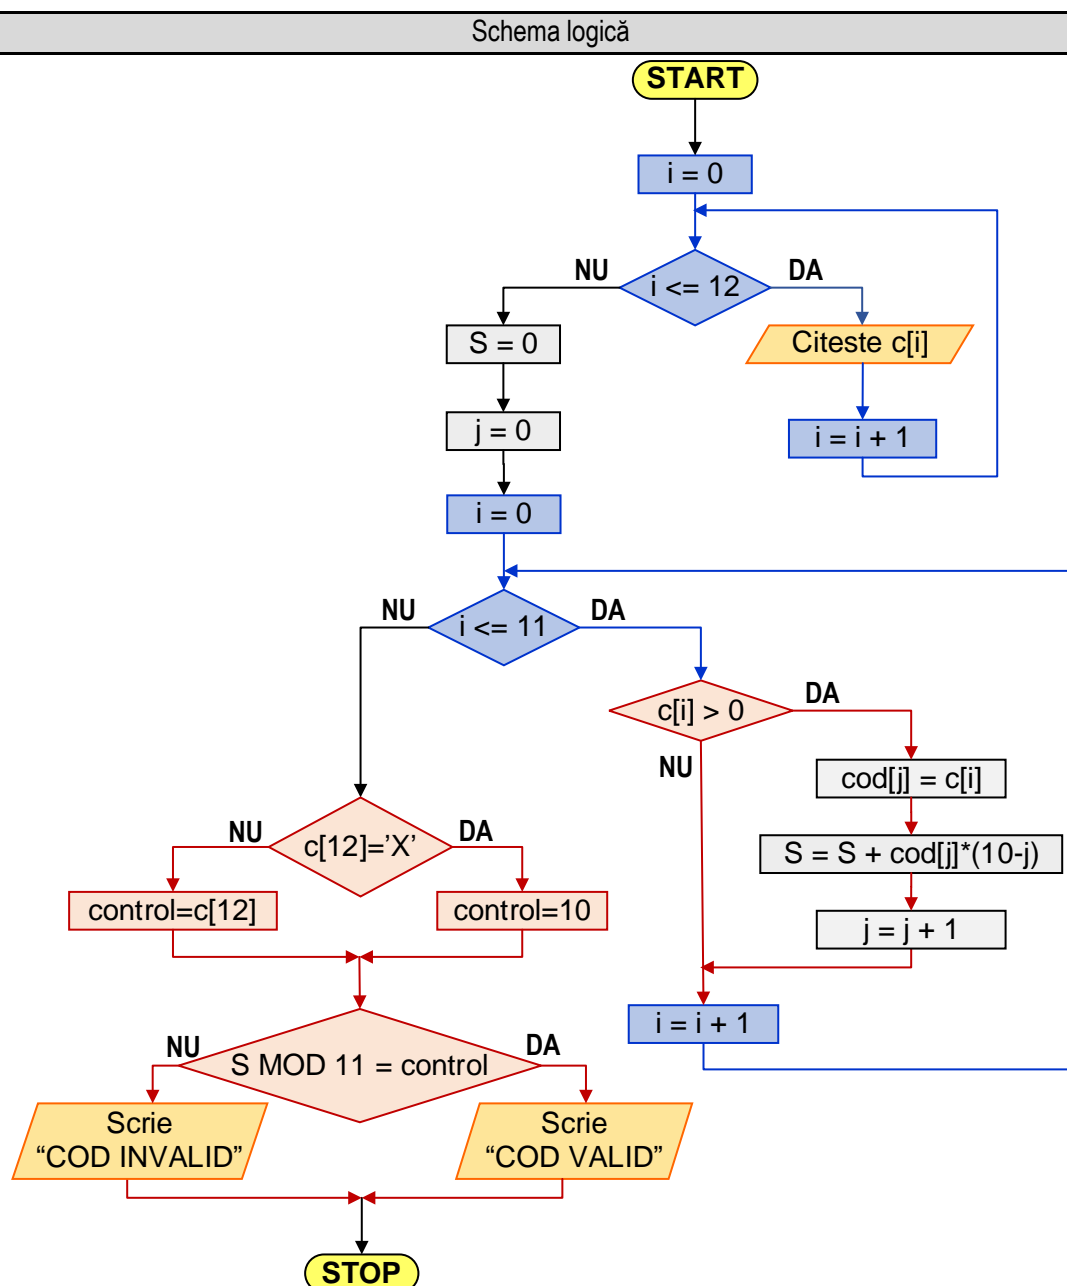 Schema logică
START
i = 0
NU
DA
i <= 12
S = 0
Citeste c[i]
j = 0
i = i + 1
i = 0
NU
DA
i <= 11
DA
c[i] > 0
NU
cod[j] = c[i]
NU
DA
c[12]=’X’
S = S + cod[j]*(10-j)
control=c[12]
control=10
j = j + 1
i = i + 1
NU
DA
S MOD 11 = control
Scrie
“COD INVALID”
Scrie
“COD VALID”
STOP